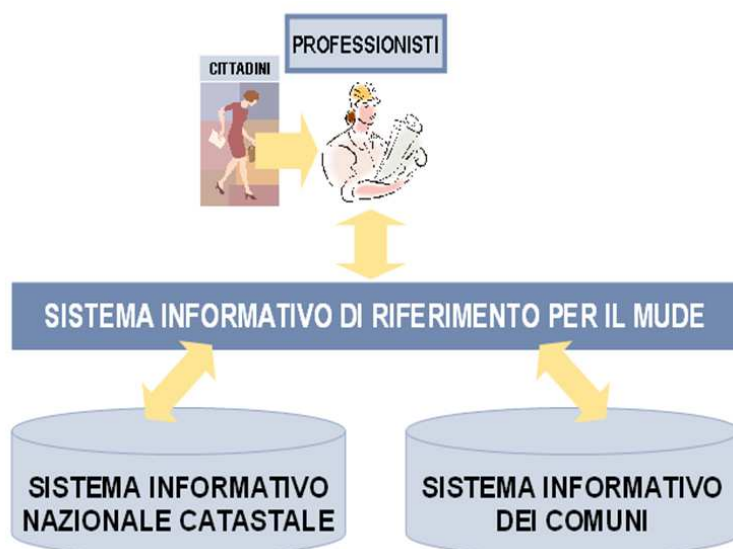 PROFESSIONISTI
CITTADINI
SISTEMA INFORMATIVO DI RIFERIMENTO PER IL MUDE
SISTEMA INFORMATIVO
NAZIONALE CATASTALE
SISTEMA INFORMATIVO
DEI COMUNI